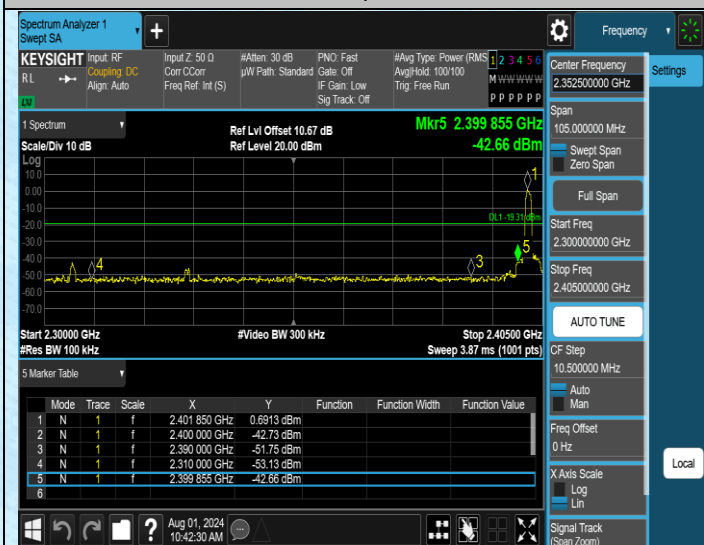 Spectrum Analyzer 1
Swept SA
+
Frequency
KEYSIGHT
RL
LXI
Input: RF
Coupling: DC
Align: Auto
Input Z: 50 Ω
Corr CCorr
Freq Ref: Int (S)
#Atten: 30 dB
µW Path: Standard
PNO: Fast
Gate: Off
IF Gain: Low
Sig Track: Off
#Avg Type: Power (RMS
Avg|Hold: 100/100
Trig: Free Run
1 2 3 4 5 6
M W W W W W
P P P P P P
1 Spectrum
Scale/Div 10 dB
Ref Lvl Offset 10.67 dB
Ref Level 20.00 dBm
Mkr5 2.399 855 GHz
-42.66 dBm
Log
10.0
0.00
-10.0
-20.0
-30.0
-40.0
-50.0
-60.0
-70.0
1
DL1 -19.31 dBm
5
3
4
Start 2.30000 GHz
#Res BW 100 kHz
#Video BW 300 kHz
Stop 2.40500 GHz
Sweep 3.87 ms (1001 pts)
5 Marker Table
Mode Trace Scale X Y Function Function Width Function Value
1 N 1 f 2.401 850 GHz 0.6913 dBm
2 N 1 f 2.400 000 GHz -42.73 dBm
3 N 1 f 2.390 000 GHz -51.75 dBm
4 N 1 f 2.310 000 GHz -53.13 dBm
5 N 1 f 2.399 855 GHz -42.66 dBm
6
?
Aug 01, 2024
10:42:30 AM
Center Frequency
2.352500000 GHz
Settings
Span
105.000000 MHz
Swept Span
Zero Span
Full Span
Start Freq
2.300000000 GHz
Stop Freq
2.405000000 GHz
AUTO TUNE
CF Step
10.500000 MHz
Auto
Man
Freq Offset
0 Hz
Local
X Axis Scale
Log
Lin
Signal Track
(Span Zoom)